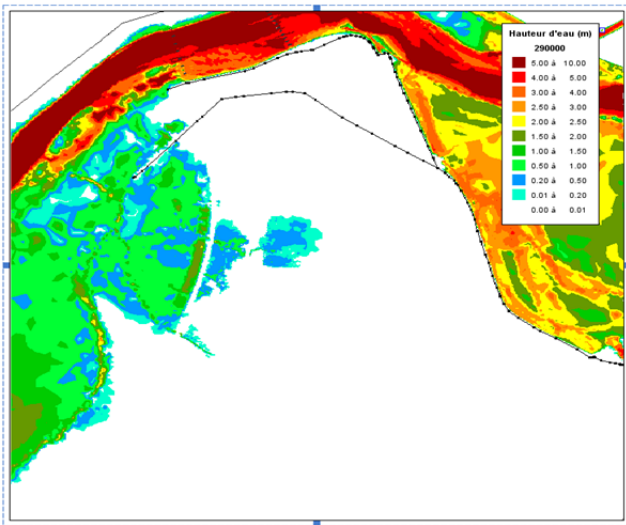 Hauteur d'eau (m)
290000
5.00 à 10.00
4.00 à 5.00
3.00 à 4.00
2.50 à 3.00
2.00 à 2.50
1.50 à 2.00
1.00 à 1.50
0.50 à 1.00
0.20 à 0.50
0.01 à 0.20
0.00 à 0.01